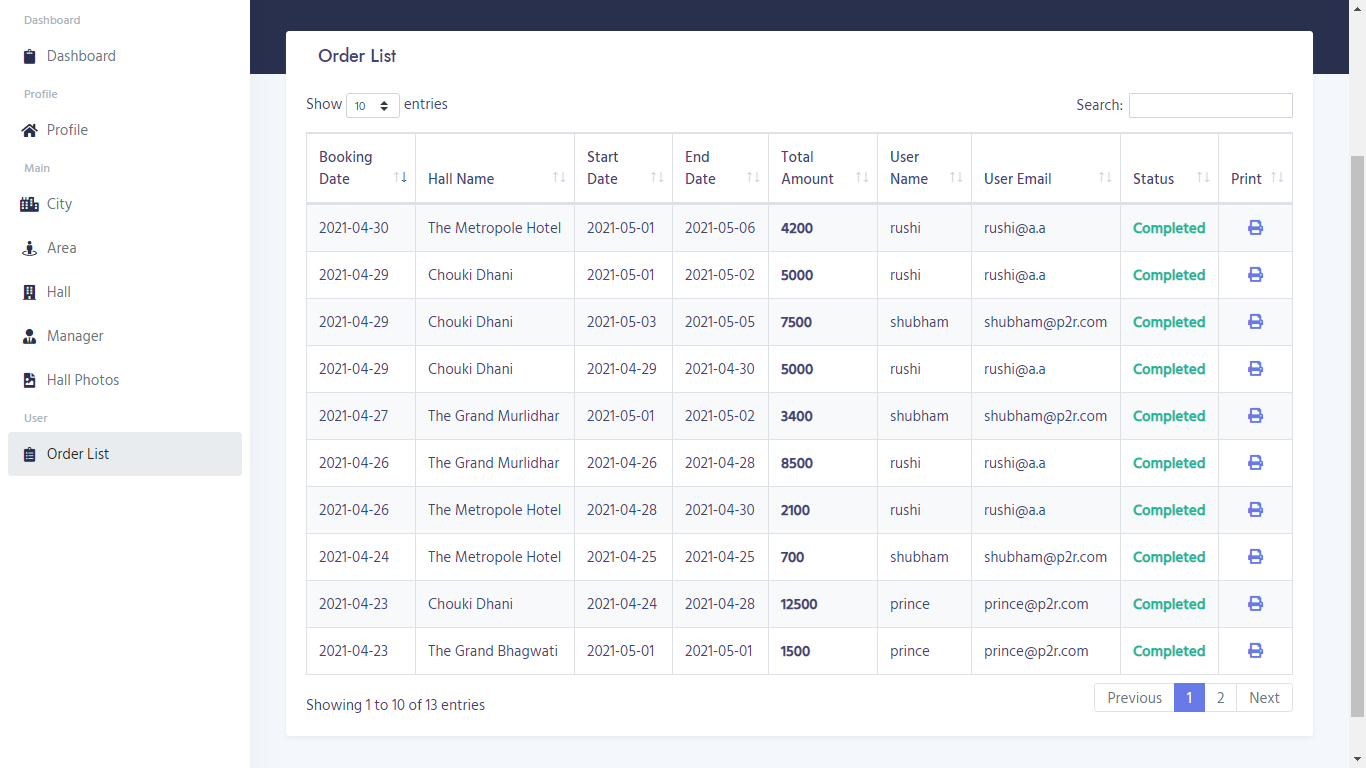 Dashboard
Dashboard
Profile
Profile
Main
City
Area
Hall
Manager
Hall Photos
User
Order List
Order List
Show 10 entries
Search:
Booking Date Hall Name Start Date End Date Total Amount User Name User Email Status Print
2021-04-30 The Metropole Hotel 2021-05-01 2021-05-06 4200 rushi rushi@a.a Completed
2021-04-29 Chouki Dhani 2021-05-01 2021-05-02 5000 rushi rushi@a.a Completed
2021-04-29 Chouki Dhani 2021-05-03 2021-05-05 7500 shubham shubham@p2r.com Completed
2021-04-29 Chouki Dhani 2021-04-29 2021-04-30 5000 rushi rushi@a.a Completed
2021-04-27 The Grand Murlidhar 2021-05-01 2021-05-02 3400 shubham shubham@p2r.com Completed
2021-04-26 The Grand Murlidhar 2021-04-26 2021-04-28 8500 rushi rushi@a.a Completed
2021-04-26 The Metropole Hotel 2021-04-28 2021-04-30 2100 rushi rushi@a.a Completed
2021-04-24 The Metropole Hotel 2021-04-25 2021-04-25 700 shubham shubham@p2r.com Completed
2021-04-23 Chouki Dhani 2021-04-24 2021-04-28 12500 prince prince@p2r.com Completed
2021-04-23 The Grand Bhagwati 2021-05-01 2021-05-01 1500 prince prince@p2r.com Completed
Showing 1 to 10 of 13 entries
Previous 1 2 Next